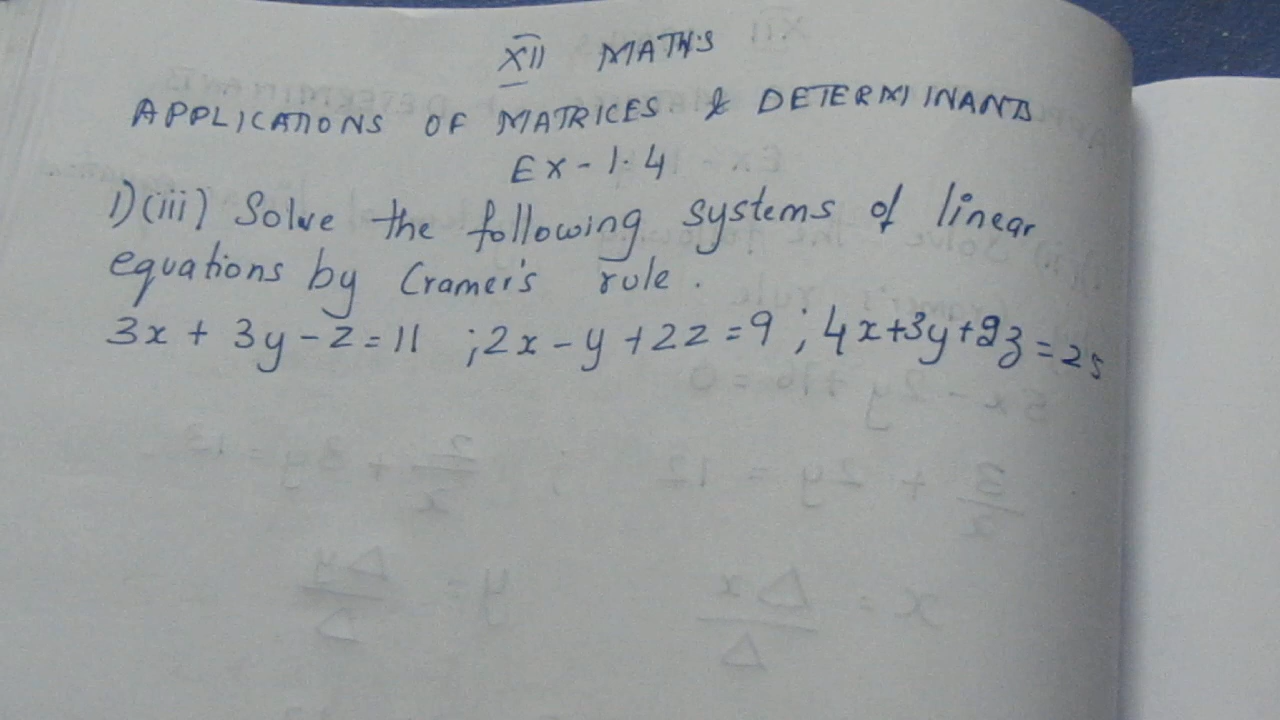 XII MATHS
APPLICATIONS OF MATRICES & DETERMINANTS
EX-1.4
1)(iii) Solve the following systems of linear
equations by Cramer's rule.
3x + 3y - z = 11 ; 2x - y + 2z = 9 ; 4x + 3y + 2z = 25